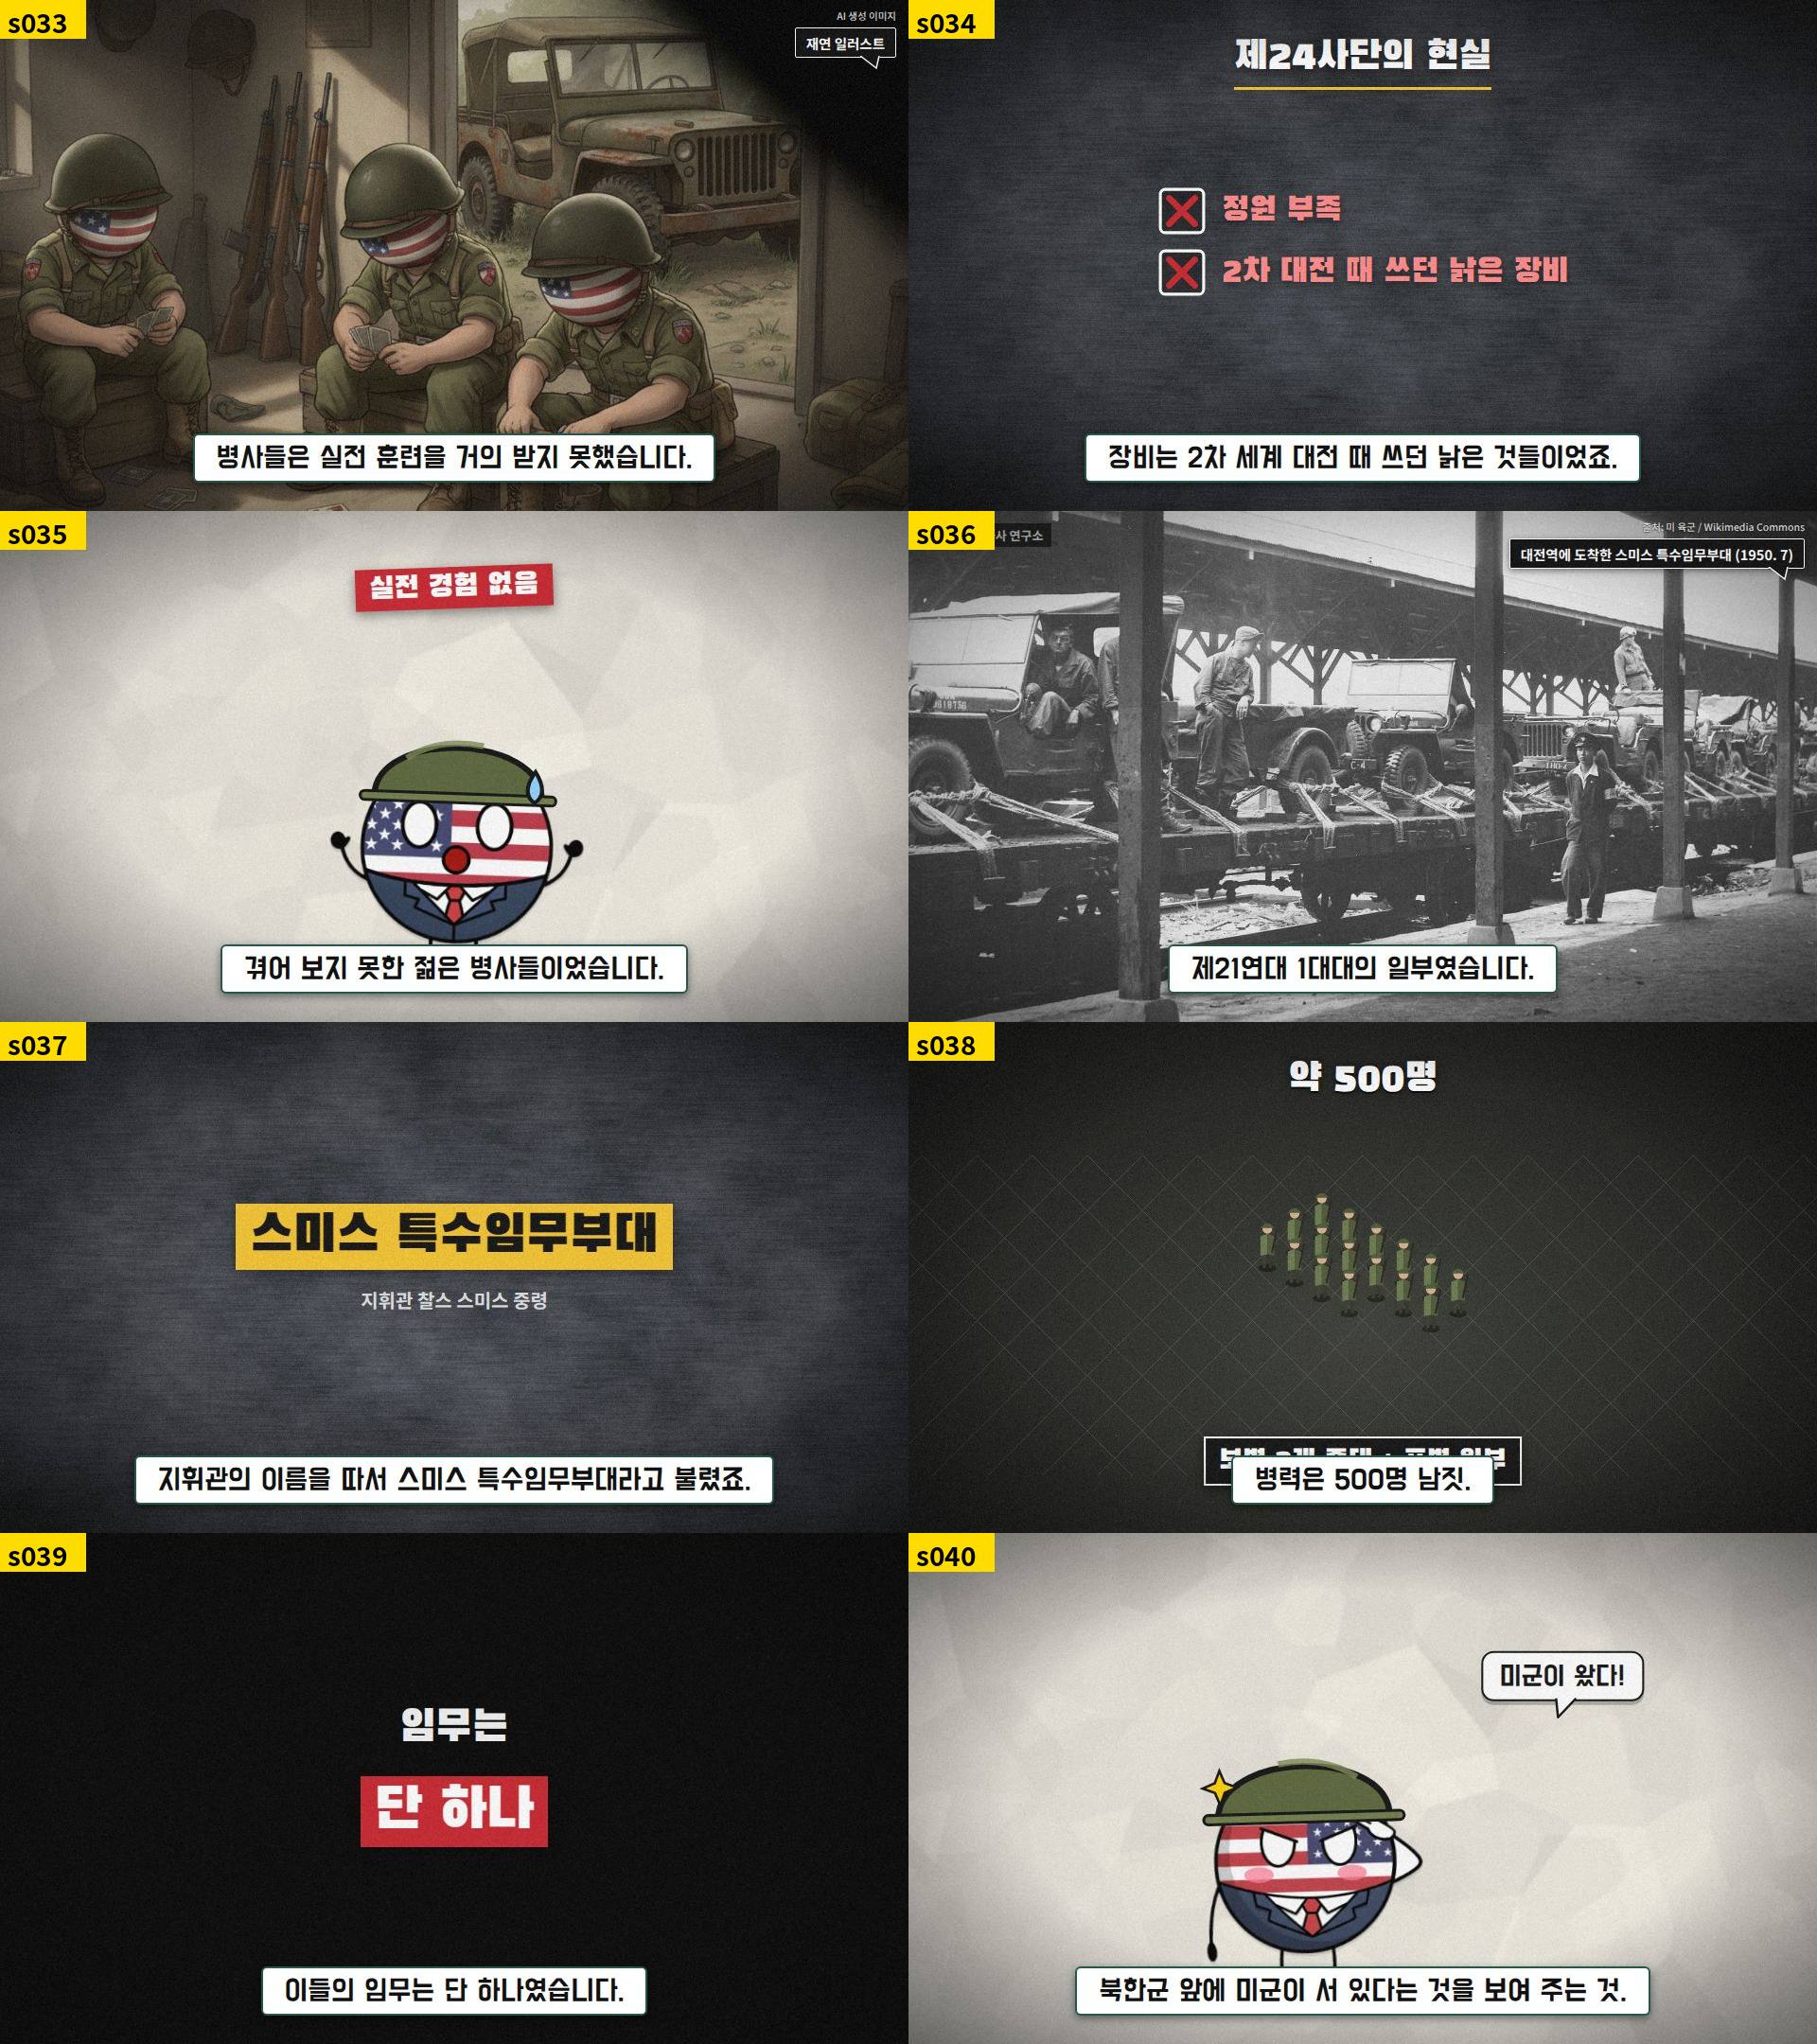 s033
AI 생성 이미지
재연 일러스트
병사들은 실전 훈련을 거의 받지 못했습니다.
s034
제24사단의 현실
정원 부족
2차 대전 때 쓰던 낡은 장비
장비는 2차 세계 대전 때 쓰던 낡은 것들이었죠.
s035
실전 경험 없음
겪어 보지 못한 젊은 병사들이었습니다.
s036
사 연구소
출처: 미 육군 / Wikimedia Commons
대전역에 도착한 스미스 특수임무부대 (1950. 7)
C-4
제21연대 1대대의 일부였습니다.
s037
스미스 특수임무부대
지휘관 찰스 스미스 중령
지휘관의 이름을 따서 스미스 특수임무부대라고 불렸죠.
s038
약 500명
병력은 500명 남짓.
s039
임무는
단 하나
이들의 임무는 단 하나였습니다.
s040
미군이 왔다!
북한군 앞에 미군이 서 있다는 것을 보여 주는 것.